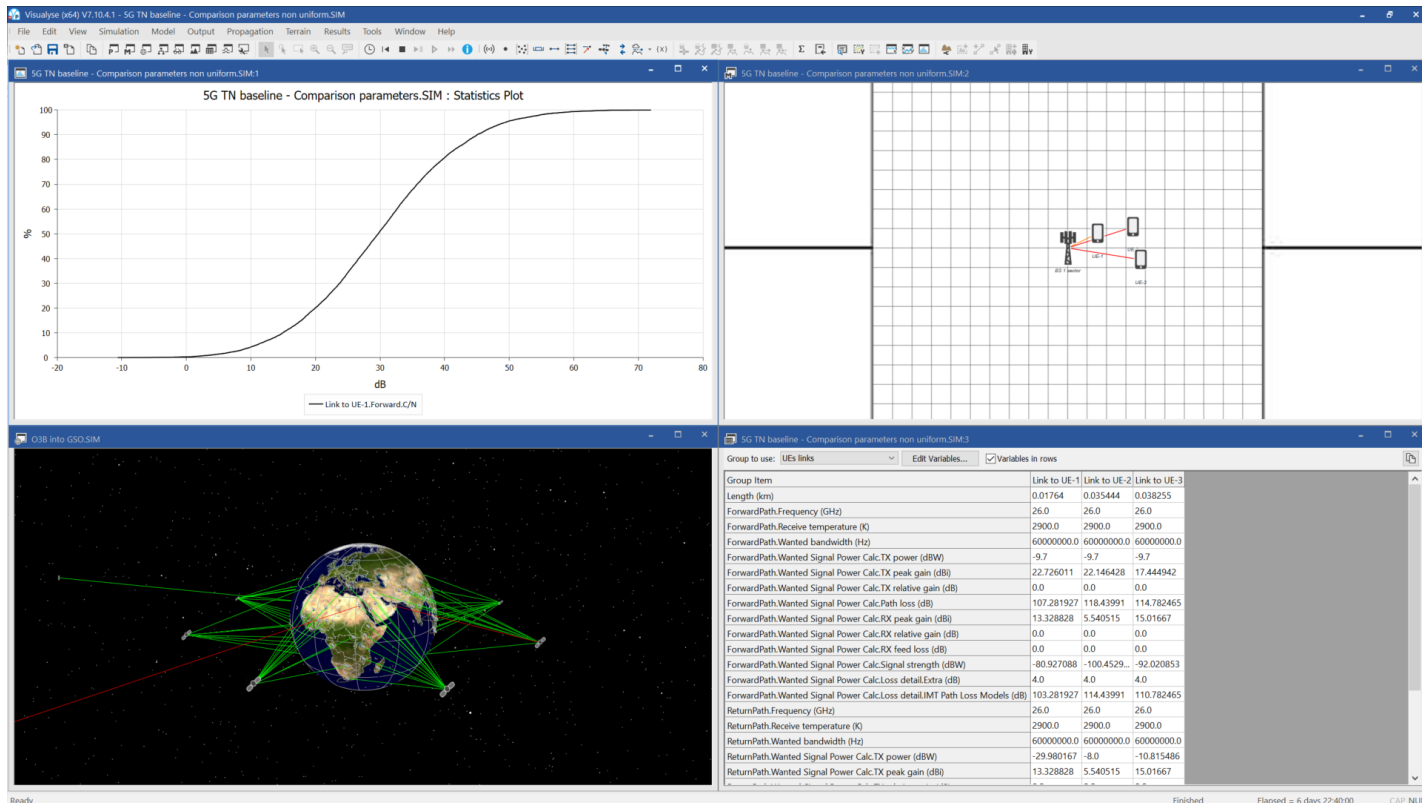 Visualyse (x64) V7.10.4.1 - 5G TN baseline - Comparison parameters non uniform.SIM
File Edit View Simulation Model Output Propagation Terrain Results Tools Window Help
5G TN baseline - Comparison parameters non uniform.SIM:1
5G TN baseline - Comparison parameters.SIM : Statistics Plot
100
90
80
70
60
50
40
30
20
10
0
%
-20 -10 0 10 20 30 40 50 60 70 80
dB
Link to UE-1.Forward.C/N
5G TN baseline - Comparison parameters non uniform.SIM:2
UE-1
O3B into GSO.SIM
5G TN baseline - Comparison parameters non uniform.SIM:3
Group to use: UEs links Edit Variables... Variables in rows
Group Item Link to UE-1 Link to UE-2 Link to UE-3
Length (km) 0.01764 0.035444 0.038255
ForwardPath.Frequency (GHz) 26.0 26.0 26.0
ForwardPath.Receive temperature (K) 2900.0 2900.0 2900.0
ForwardPath.Wanted bandwidth (Hz) 60000000.0 60000000.0 60000000.0
ForwardPath.Wanted Signal Power Calc.TX power (dBW) -9.7 -9.7 -9.7
ForwardPath.Wanted Signal Power Calc.TX peak gain (dBi) 22.726011 22.146428 17.444942
ForwardPath.Wanted Signal Power Calc.TX relative gain (dB) 0.0 0.0 0.0
ForwardPath.Wanted Signal Power Calc.Path loss (dB) 107.281927 118.43991 114.782465
ForwardPath.Wanted Signal Power Calc.RX peak gain (dBi) 13.328828 5.540515 15.01667
ForwardPath.Wanted Signal Power Calc.RX relative gain (dB) 0.0 0.0 0.0
ForwardPath.Wanted Signal Power Calc.RX feed loss (dB) 0.0 0.0 0.0
ForwardPath.Wanted Signal Power Calc.Signal strength (dBW) -80.927088 -100.4529... -92.020853
ForwardPath.Wanted Signal Power Calc.Loss detail.Extra (dB) 4.0 4.0 4.0
ForwardPath.Wanted Signal Power Calc.Loss detail.IMT Path Loss Models (dB) 103.281927 114.43991 110.782465
ReturnPath.Frequency (GHz) 26.0 26.0 26.0
ReturnPath.Receive temperature (K) 2900.0 2900.0 2900.0
ReturnPath.Wanted bandwidth (Hz) 60000000.0 60000000.0 60000000.0
ReturnPath.Wanted Signal Power Calc.TX power (dBW) -29.980167 -8.0 -10.815486
ReturnPath.Wanted Signal Power Calc.TX peak gain (dBi) 13.328828 5.540515 15.01667
Ready Finished Elapsed = 6 days 22:40:00 CAP NU